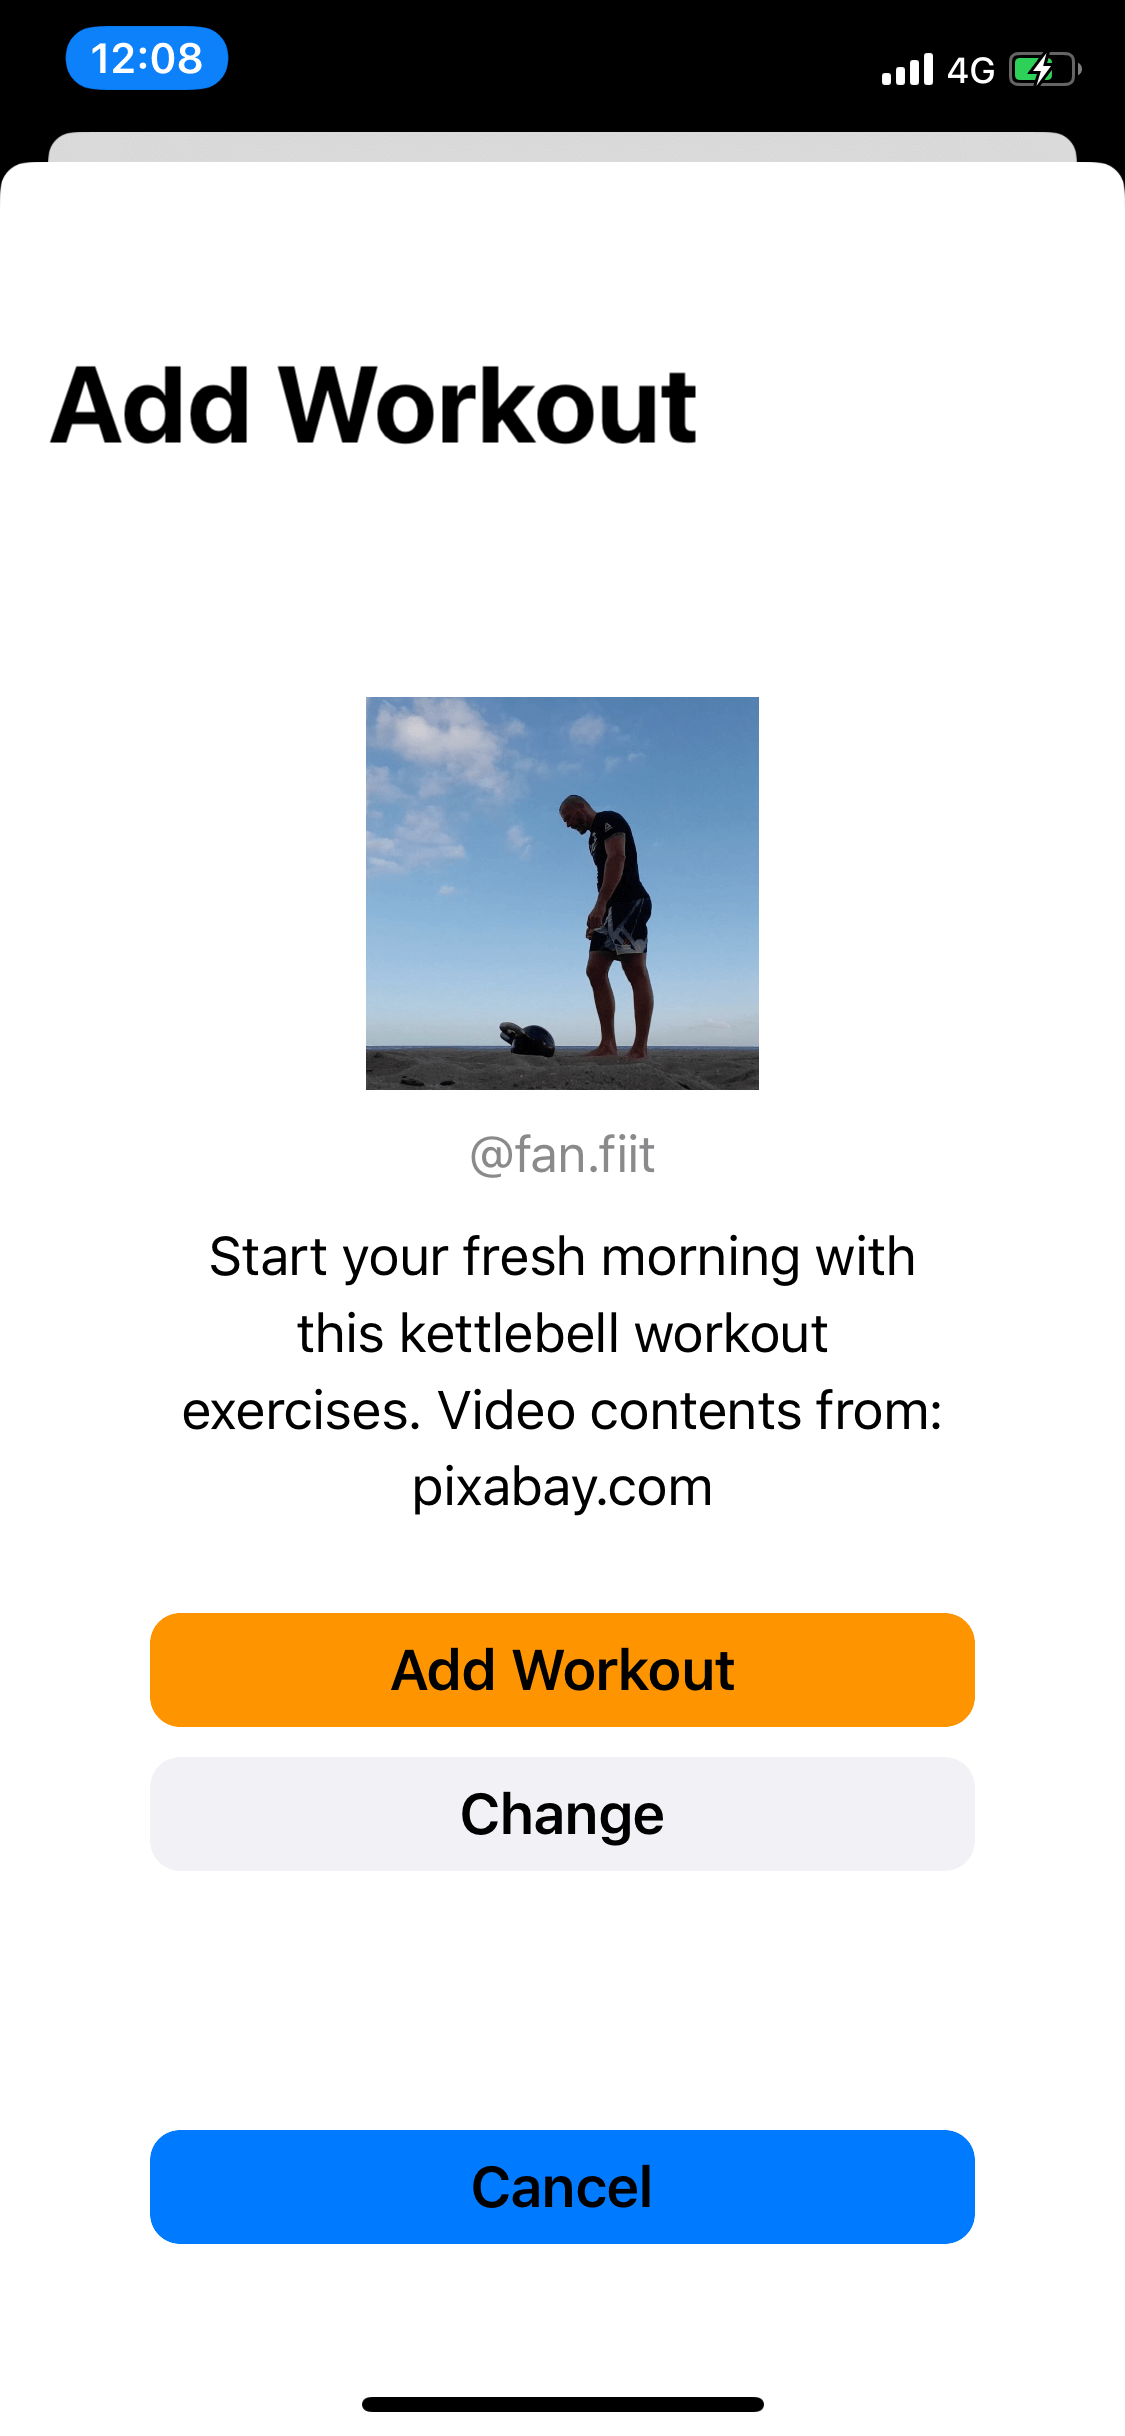 12:08
4G
Add Workout
@fan.fiit
Start your fresh morning with
this kettlebell workout
exercises. Video contents from:
pixabay.com
Add Workout
Change
Cancel